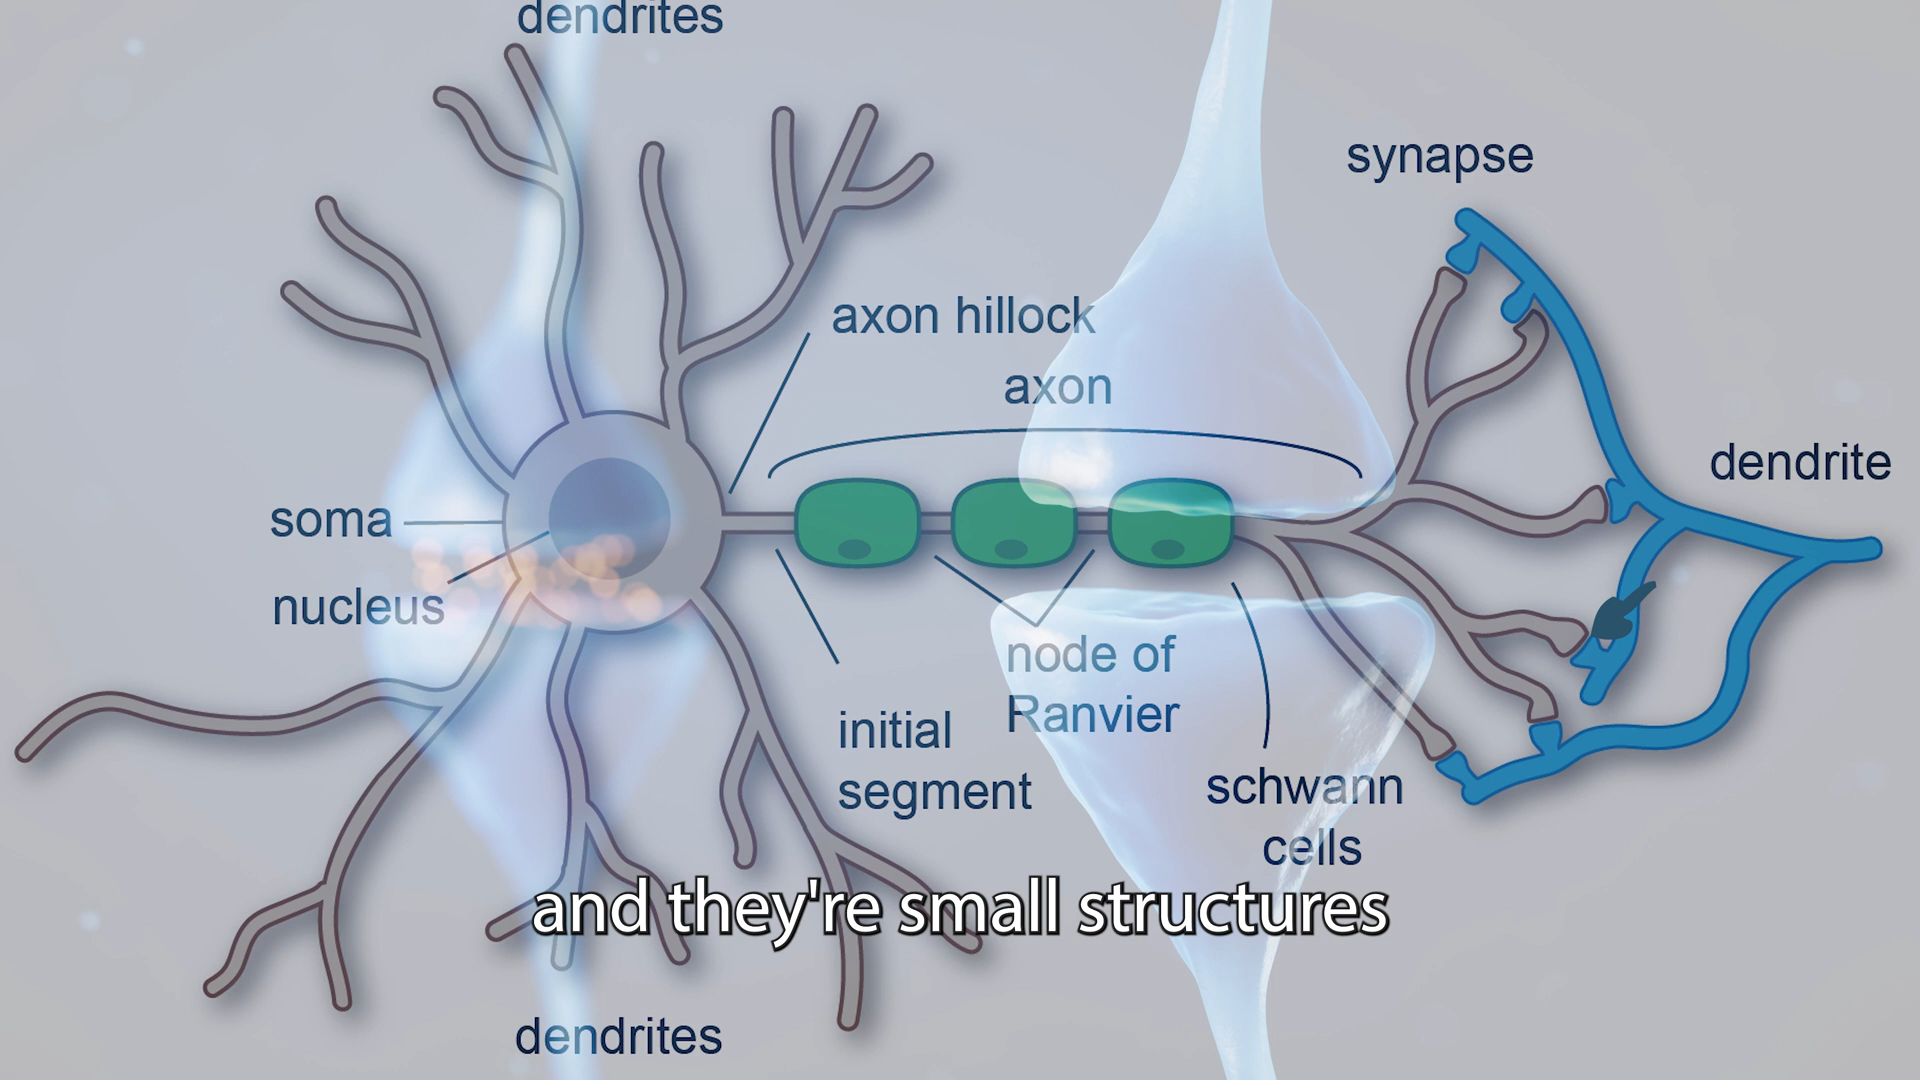 dendrites
synapse
axon hillock
axon
dendrite
soma
nucleus
node of
Ranvier
initial
segment
schwann
cells
and they're small structures
dendrites